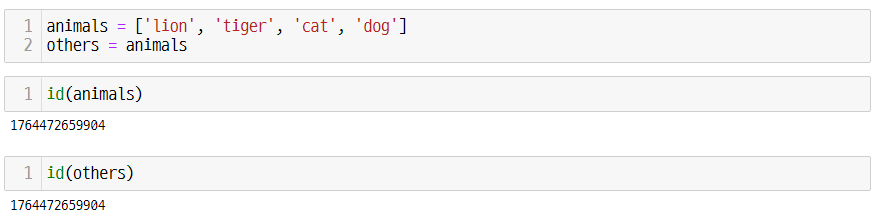 1 animals = ['lion', 'tiger', 'cat', 'dog']
2 others = animals
1 id(animals)
1764472659904
1 id(others)
1764472659904